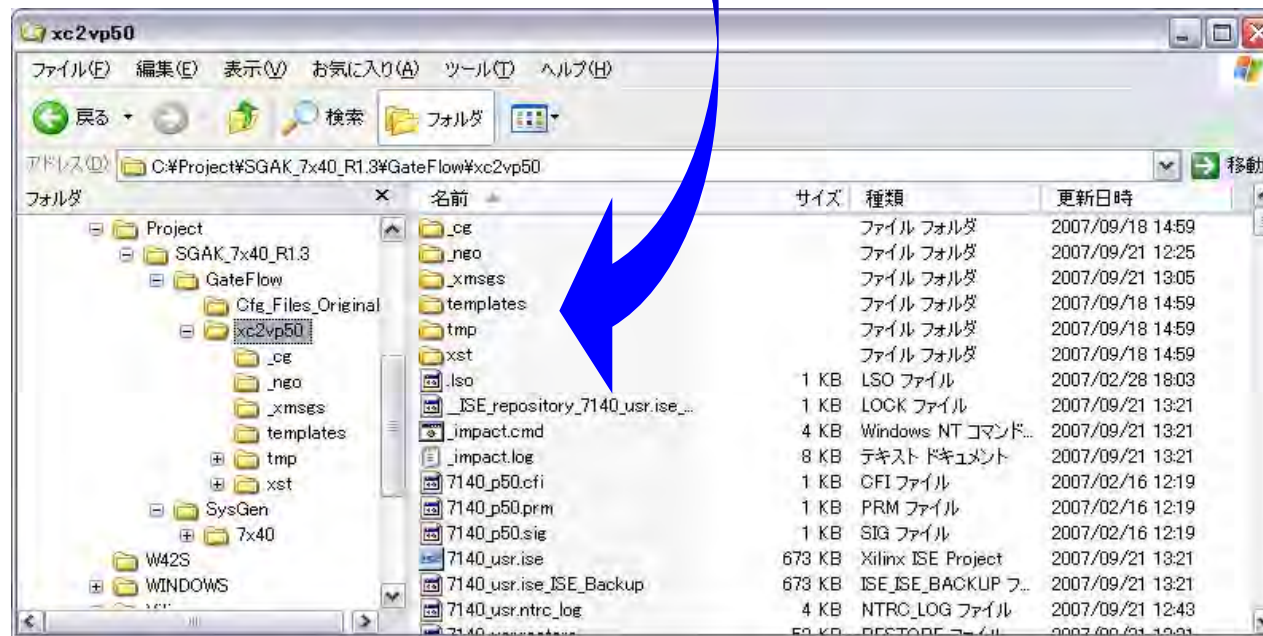 xc2vp50
ファイル(F) 編集(E) 表示(V) お気に入り(A) ツール(T) ヘルプ(H)
戻る 検索 フォルダ
アドレス(D) C:¥Project¥SGAK_7x40_R1.3¥GateFlow¥xc2vp50 移動
フォルダ × 名前 サイズ 種類 更新日時
Project
SGAK_7x40_R1.3
GateFlow
Cfg_Files_Original
xc2vp50
_cg
_ngo
_xmsgs
templates
tmp
xst
SysGen
7x40
W42S
WINDOWS
_cg ファイル フォルダ 2007/09/18 14:59
_ngo ファイル フォルダ 2007/09/21 12:25
_xmsgs ファイル フォルダ 2007/09/21 13:05
templates ファイル フォルダ 2007/09/18 14:59
tmp ファイル フォルダ 2007/09/18 14:59
xst ファイル フォルダ 2007/09/18 14:59
.lso 1 KB LSO ファイル 2007/02/28 18:03
__ISE_repository_7140_usr.ise_... 1 KB LOCK ファイル 2007/09/21 13:21
_impact.cmd 4 KB Windows NT コマンド... 2007/09/21 13:21
_impact.log 8 KB テキスト ドキュメント 2007/09/21 13:21
7140_p50.cfi 1 KB CFI ファイル 2007/02/16 12:19
7140_p50.prm 1 KB PRM ファイル 2007/02/16 12:19
7140_p50.sig 1 KB SIG ファイル 2007/02/16 12:19
7140_usr.ise 673 KB Xilinx ISE Project 2007/09/21 13:21
7140_usr.ise_ISE_Backup 673 KB ISE_ISE_BACKUP フ... 2007/09/21 13:21
7140_usr.ntrc_log 4 KB NTRC_LOG ファイル 2007/09/21 12:43